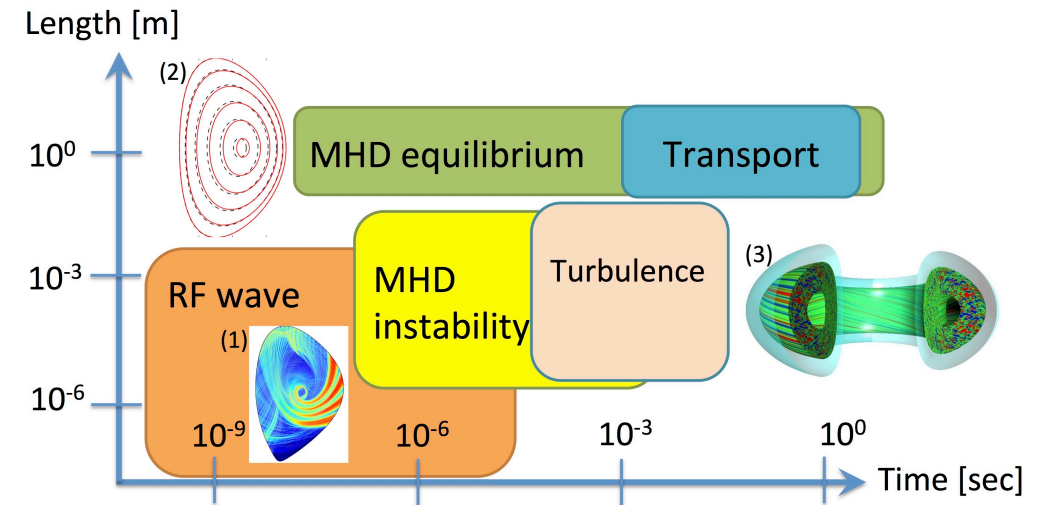 Length [m]
(2)
10⁰
MHD equilibrium
Transport
10⁻³
RF wave
MHD
instability
Turbulence
(3)
(1)
10⁻⁶
10⁻⁹
10⁻⁶
10⁻³
10⁰
Time [sec]